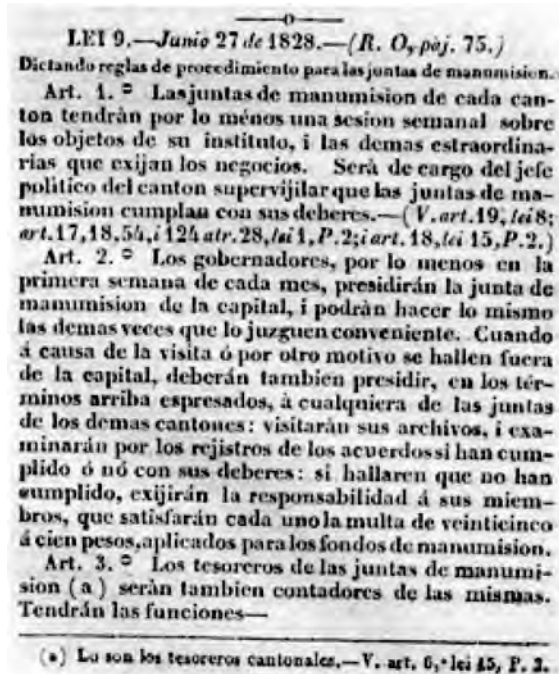 LEI 9.—Junio 27 de 1828.—(R. O, pàj. 75.)
Dictando reglas de procedimiento para las juntas de manumision.
Art. 1.º Las juntas de manumision de cada can-
ton tendràn por lo ménos una sesion semanal sobre
los objetos de su instituto, i las demas estraordina-
rias que exijan los negocios. Serà de cargo del jefe
político del canton supervijilar que las juntas de ma-
numision cumplan con sus deberes.—(V. art. 19, lei 8;
art. 17, 18. 54, i 124 atr. 28, lei 1, P. 2; i art. 18, lei 15, P. 2.)
Art. 2.º Los gobernadores, por lo menos en la
primera semana de cada mes, presidirán la junta de
manumision de la capital, i podràn hacer lo mismo
las demas veces que lo juzguen conveniente. Cuando
á causa de la visita ó por otro motivo se hallen fuera
de la capital, deberán tambien presidir, en los tér-
minos arriba espresados, à cualquiera de las juntas
de los demas cantones: visitaràn sus archivos, i exa-
minarán por los rejistros de los acuerdos si han cum-
plido ó nó con sus deberes: si hallaren que no han
cumplido, exijirán la responsabilidad á sus miem-
bros, que satisfarán cada uno la multa de veinticinco
á cien pesos, aplicados para los fondos de manumision.
Art. 3.º Los tesoreros de las juntas de manumi-
sion (a) seràn tambien contadores de las mismas.
Tendrán las funciones—
(a) Lo son los tesoreros cantonales.—V. art. 6,º lei 15, P. 2.